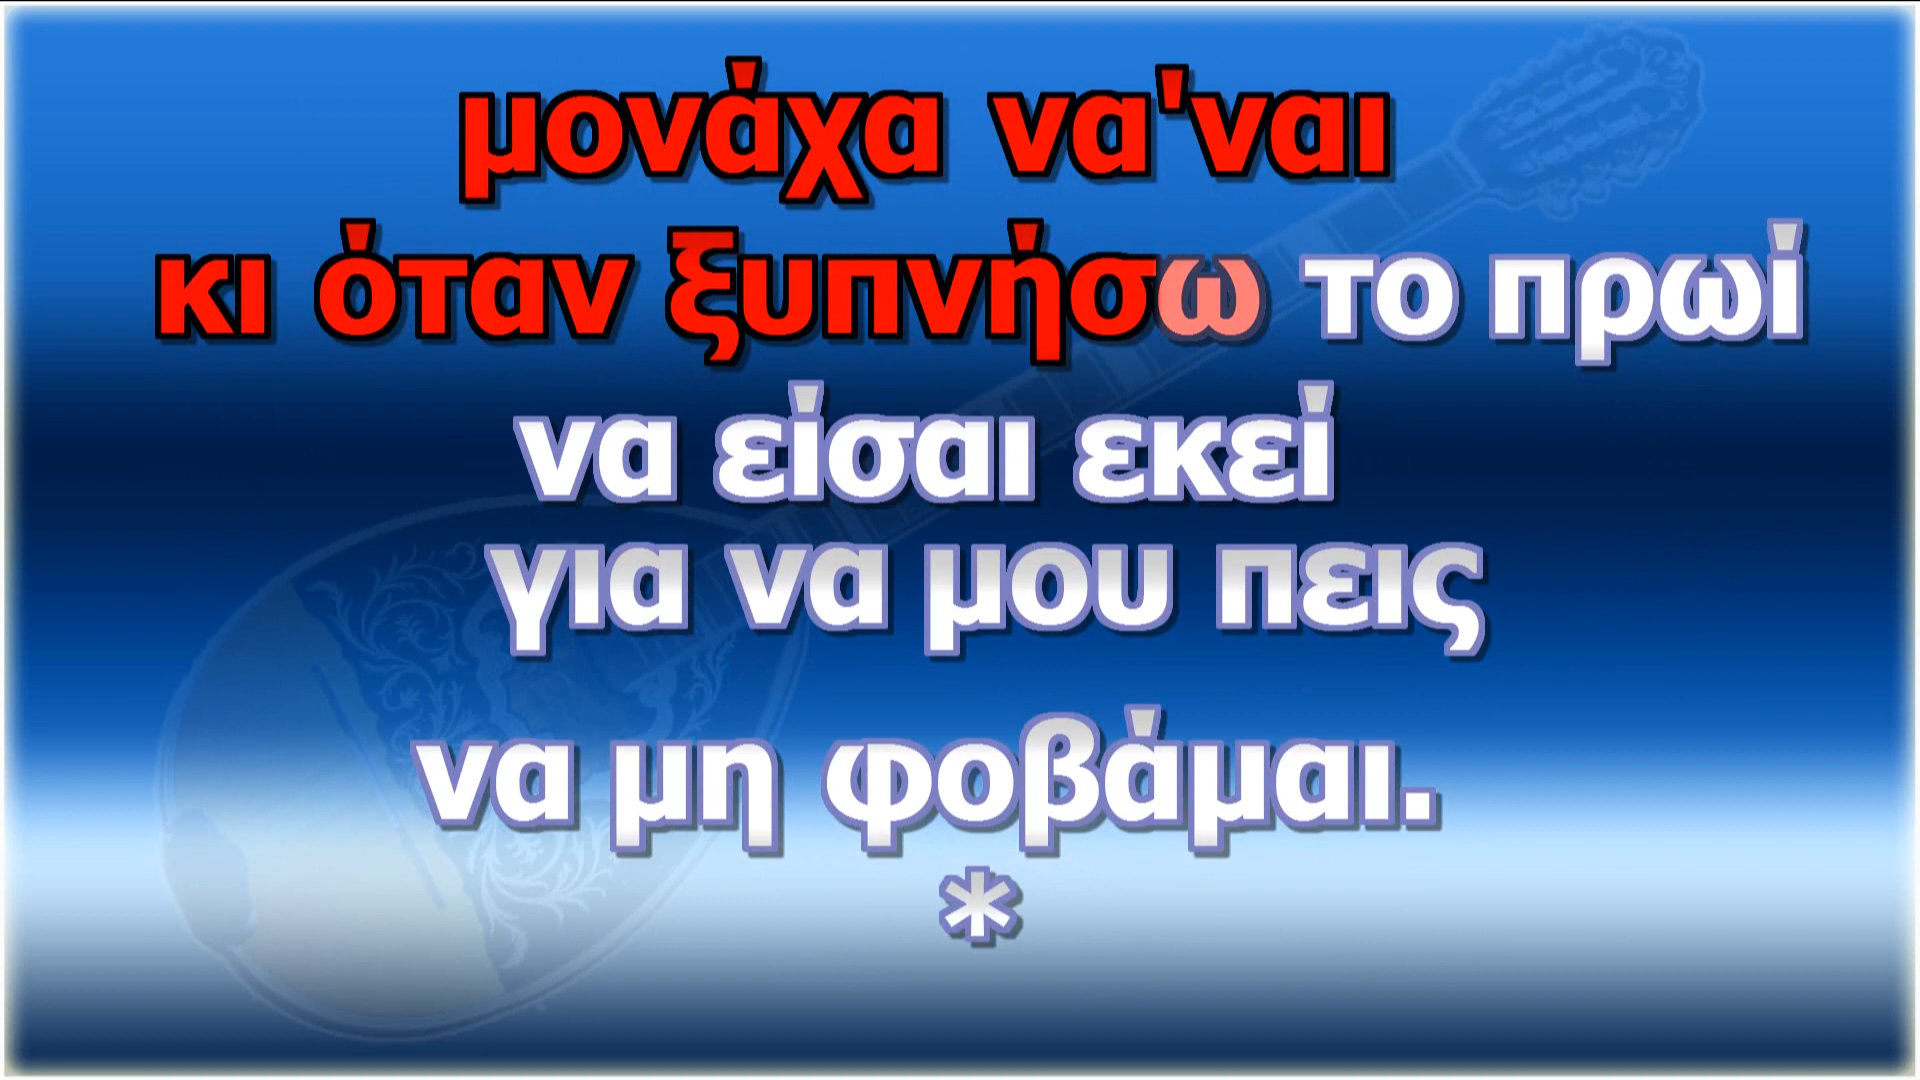 μονάχα να'ναι
κι όταν ξυπνήσω το πρωί
να είσαι εκεί
για να μου πεις
να μη φοβάμαι.
*